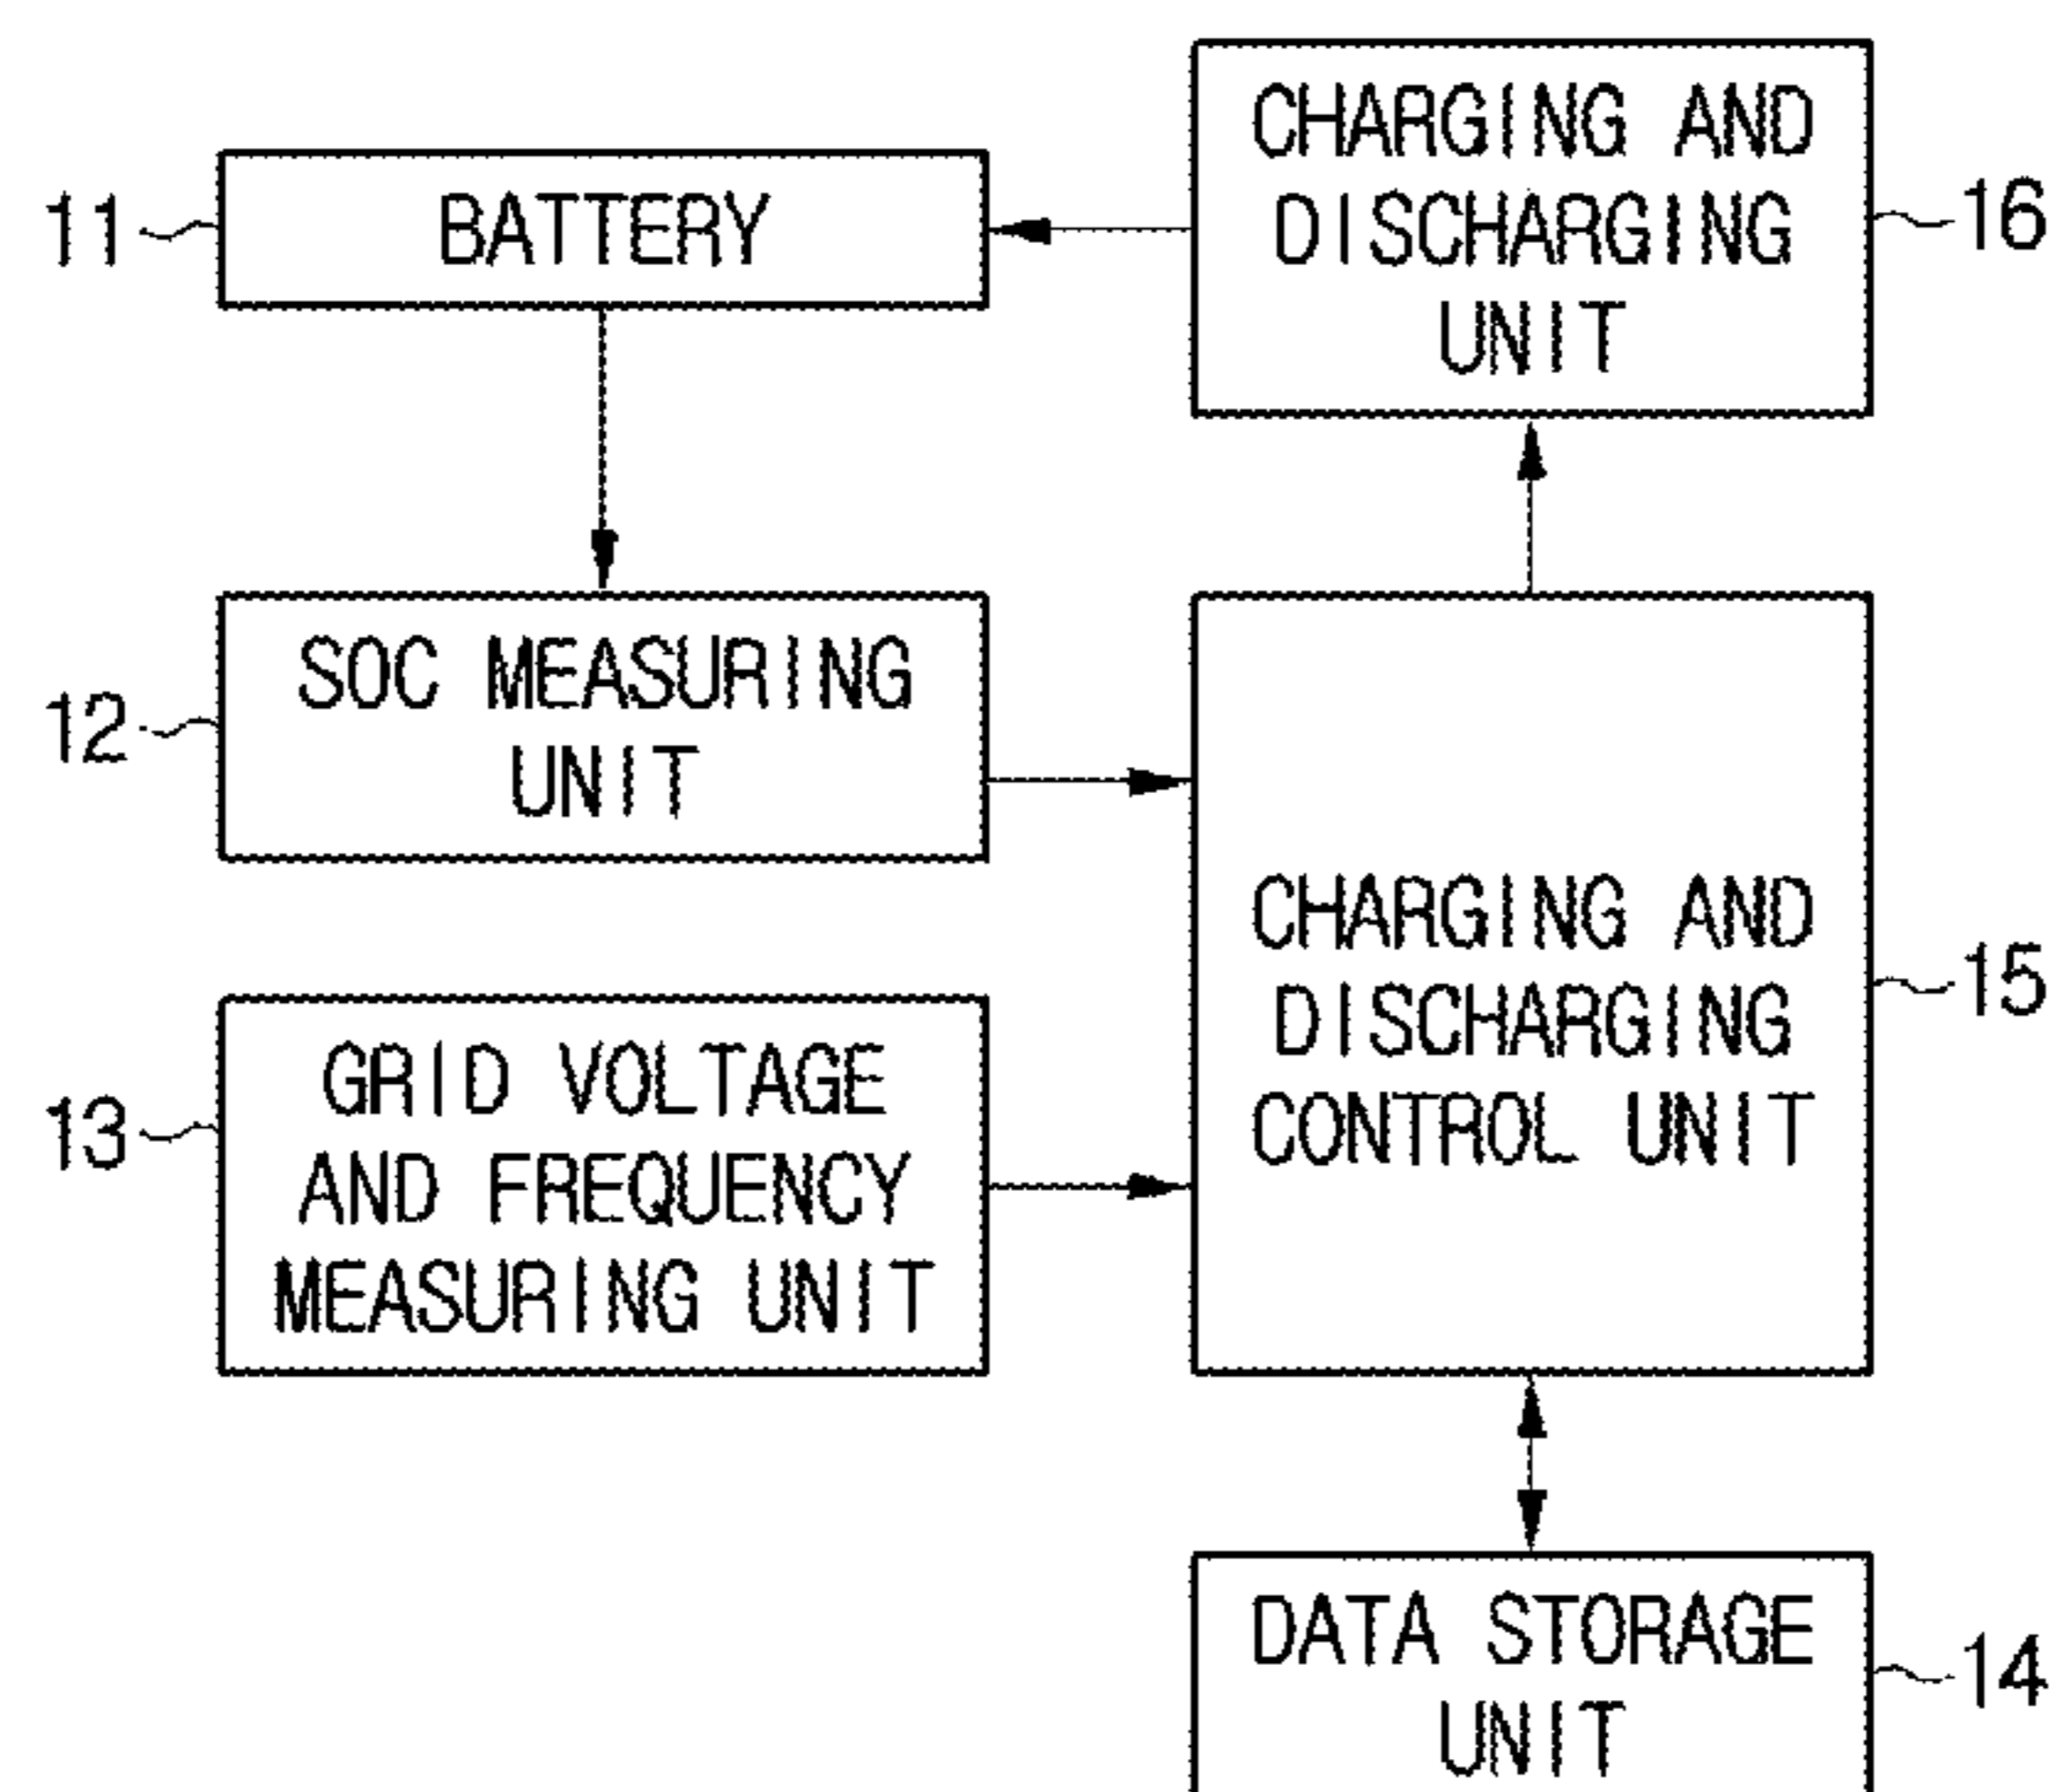 11
BATTERY
CHARGING AND
DISCHARGING
UNIT
16
12
SOC MEASURING
UNIT
13
GRID VOLTAGE
AND FREQUENCY
MEASURING UNIT
CHARGING AND
DISCHARGING
CONTROL UNIT
15
DATA STORAGE
UNIT
14